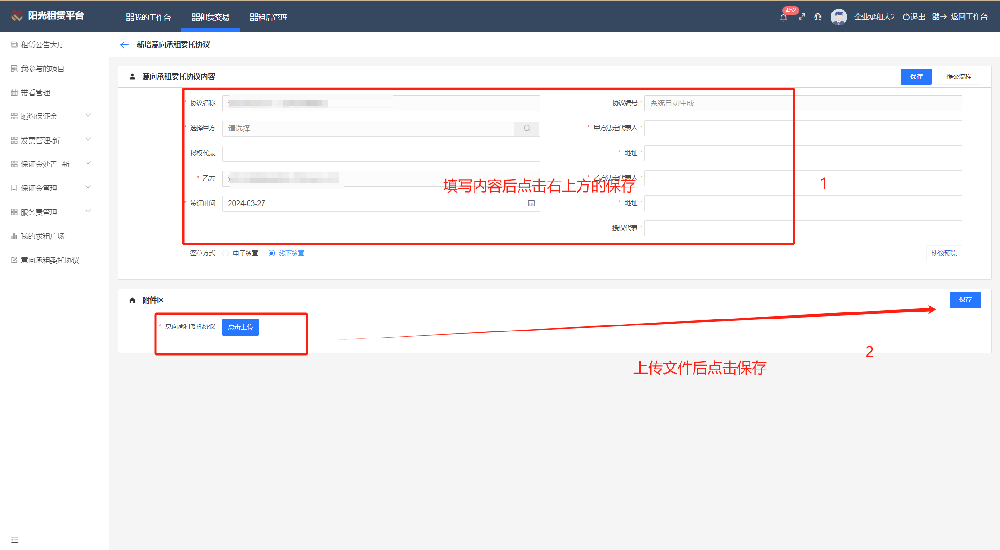 阳光租赁平台
我的工作台
租赁交易
租后管理
452
企业承租人2
退出
返回工作台
租赁公告大厅
我参与的项目
带看管理
履约保证金
发票管理-新
保证金处置--新
保证金管理
服务费管理
我的求租广场
意向承租委托协议
新增意向承租委托协议
意向承租委托协议内容
保存
提交流程
* 协议名称 :
协议编号 : 系统自动生成
* 选择甲方 : 请选择
* 甲方法定代表人 :
授权代表 :
* 地址 :
* 乙方 :
* 乙方法定代表人 :
填写内容后点击右上方的保存
1
* 签订时间 : 2024-03-27
* 地址 :
授权代表 :
签章方式 : 电子签章 线下签章
协议预览
附件区
保存
* 意向承租委托协议 : 点击上传
2
上传文件后点击保存